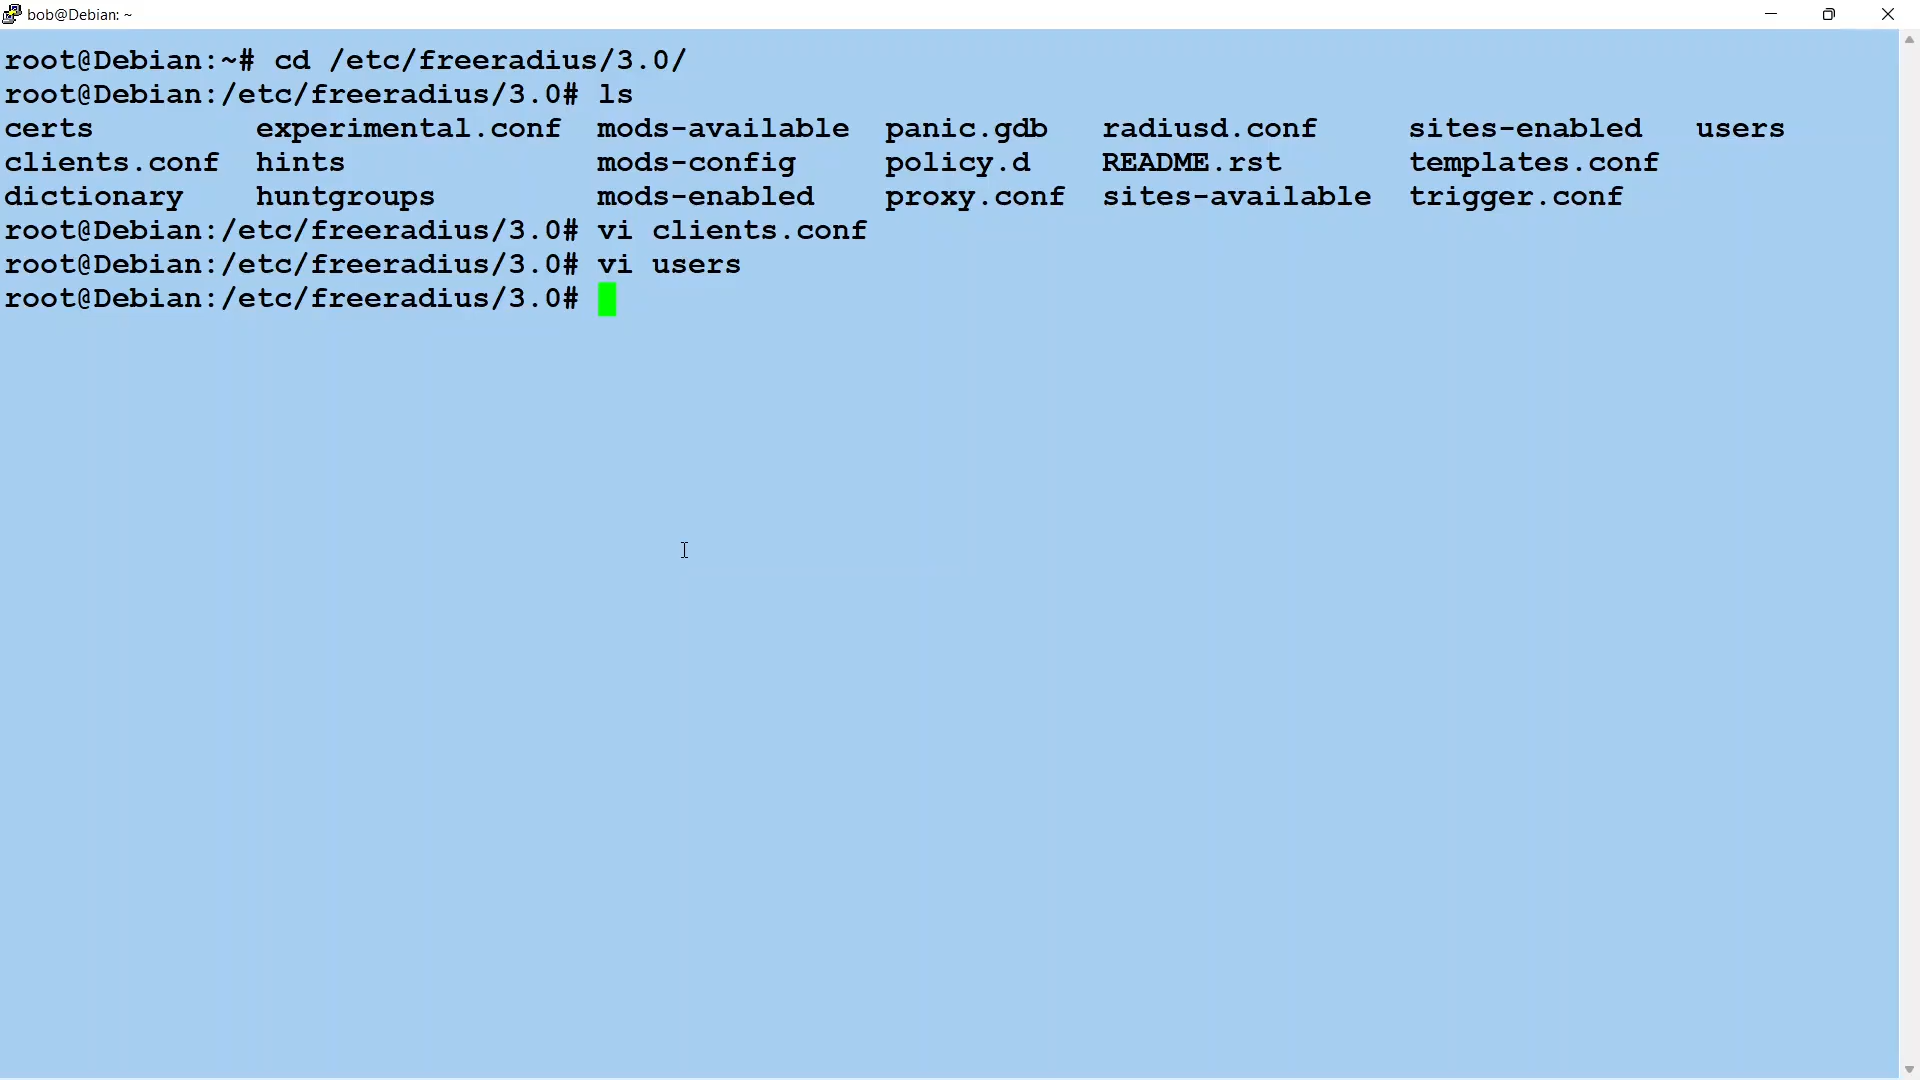 bob@Debian: ~
root@Debian:~# cd /etc/freeradius/3.0/
root@Debian:/etc/freeradius/3.0# ls
certs experimental.conf mods-available panic.gdb radiusd.conf sites-enabled users
clients.conf hints mods-config policy.d README.rst templates.conf
dictionary huntgroups mods-enabled proxy.conf sites-available trigger.conf
root@Debian:/etc/freeradius/3.0# vi clients.conf
root@Debian:/etc/freeradius/3.0# vi users
root@Debian:/etc/freeradius/3.0#